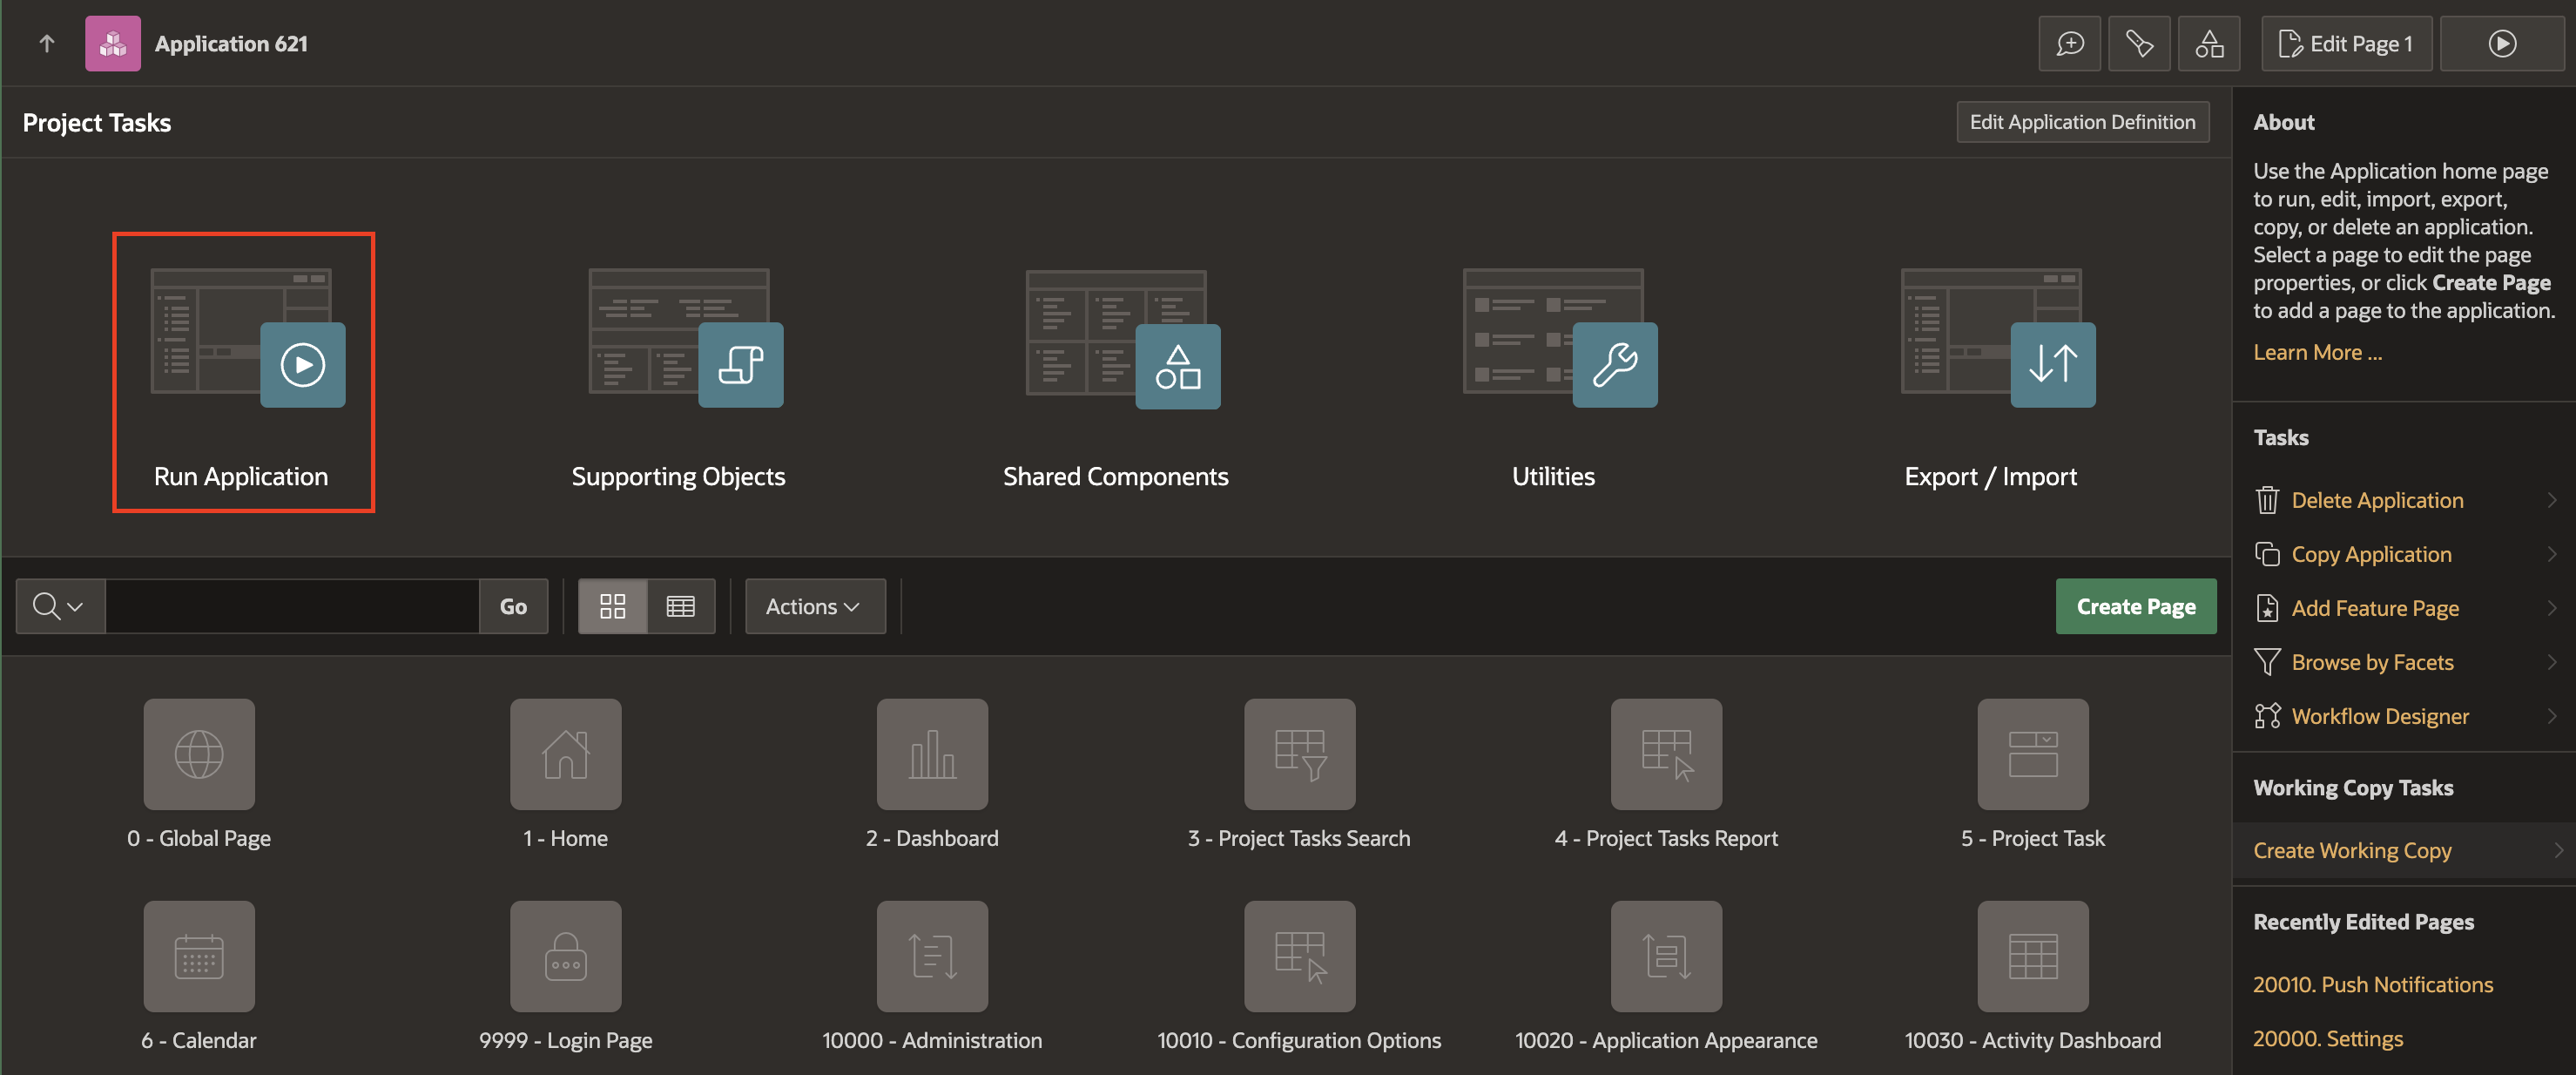 Application 621
Edit Page 1
Project Tasks
Edit Application Definition
Run Application
Supporting Objects
Shared Components
Utilities
Export / Import
Go
Actions
Create Page
0 - Global Page
1 - Home
2 - Dashboard
3 - Project Tasks Search
4 - Project Tasks Report
5 - Project Task
6 - Calendar
9999 - Login Page
10000 - Administration
10010 - Configuration Options
10020 - Application Appearance
10030 - Activity Dashboard
About
Use the Application home page
to run, edit, import, export,
copy, or delete an application.
Select a page to edit the page
properties, or click Create Page
to add a page to the application.
Learn More ...
Tasks
Delete Application
Copy Application
Add Feature Page
Browse by Facets
Workflow Designer
Working Copy Tasks
Create Working Copy
Recently Edited Pages
20010. Push Notifications
20000. Settings